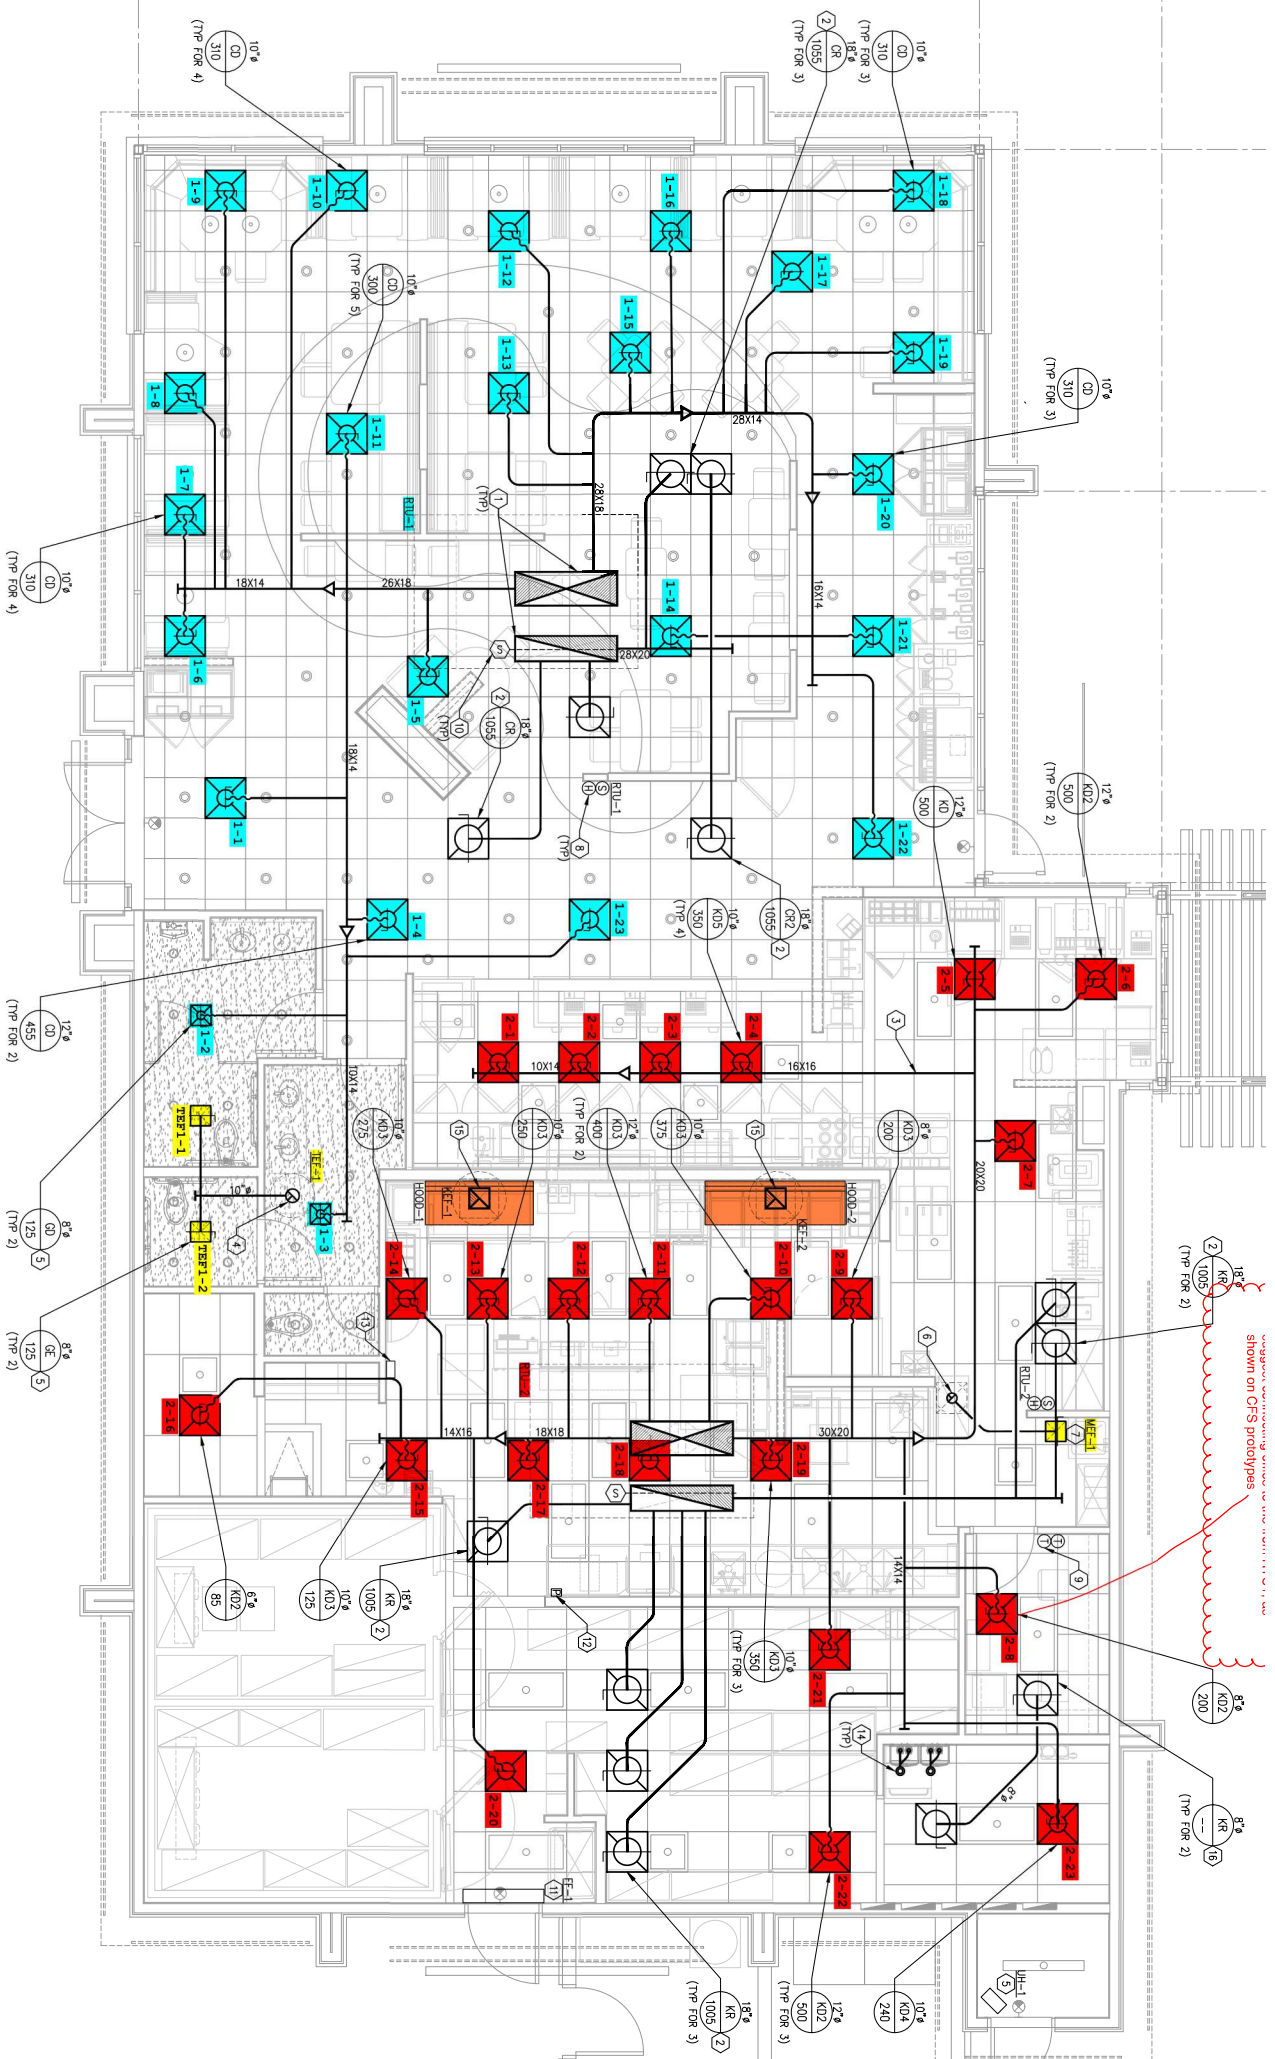 10"ø
CD
310
(TYP FOR 4)
2
18"ø
CR
1055
(TYP FOR 3)
10"ø
CD
310
(TYP FOR 3)
1-9
1-10
1-12
1-16
1-18
1-17
10"ø
CD
300
(TYP FOR 5)
1-15
1-19
10"ø
CD
310
(TYP FOR 3)
1-8
1-13
1-11
28X14
1-7
1-20
28X18
1
(TYP)
RTU-1
10"ø
CD
310
(TYP FOR 4)
18X14
26X18
16X14
1-14
1-21
1-6
S
28X20
1-5
10
(TYP)
2
18"ø
CR
1055
18X14
12"ø
KD2
500
(TYP FOR 2)
1-1
RTU-1
S
H
8
(TYP)
1-22
12"ø
KD
500
1-4
1-23
10"ø
KD5
350
(TYP 4)
18"ø
CR2
1055
2
2-5
2-6
1-2
12"ø
CD
455
(TYP FOR 2)
2-1
2-2
2-3
2-4
3
10X14
16X16
10X14
TEF1-1
TEF-1
10"ø
KD3
275
10"ø
KD3
250
12"ø
KD3
400
(TYP FOR 2)
10"ø
KD3
375
8"ø
KD3
200
2-7
20X20
15
15
10"ø
1-3
HOOD-1
KEF-1
KEF-2
HOOD-2
TEF1-2
4
8"ø
GD
125
(TYP 2)
5
2-14
2-13
2-12
2-11
2-10
2-9
2
18"ø
KR
1005
(TYP FOR 2)
shown on CFS prototypes
13
8"ø
GE
125
(TYP 2)
5
6
RTU-2
RTU-2
S
H
2-16
14X16
18X18
30X20
MEF-1
7
2-15
2-17
2-18
2-19
S
14X14
T
T
9
6"ø
KD2
85
10"ø
KD3
125
18"ø
KR
1005
2
P
12
10"ø
KD3
350
(TYP FOR 3)
2-21
2-8
8"ø
KD2
200
14
(TYP)
2-20
8"ø
8"ø
KR
--
(TYP FOR 2)
16
2-22
2-23
EF-1
11
18"ø
KR
1005
(TYP FOR 3)
2
12"ø
KD2
500
(TYP FOR 3)
10"ø
KD4
240
UH-1
5